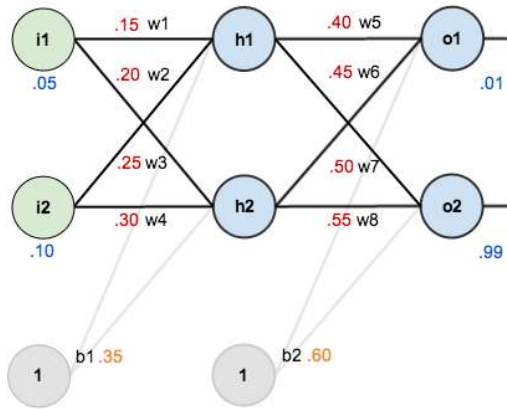 i1 .15 w1 h1 .40 w5 o1
.05 .20 w2 .45 w6 .01
.25 w3 .50 w7
i2 .30 w4 h2 .55 w8 o2
.10 .99
1 b1 .35 1 b2 .60